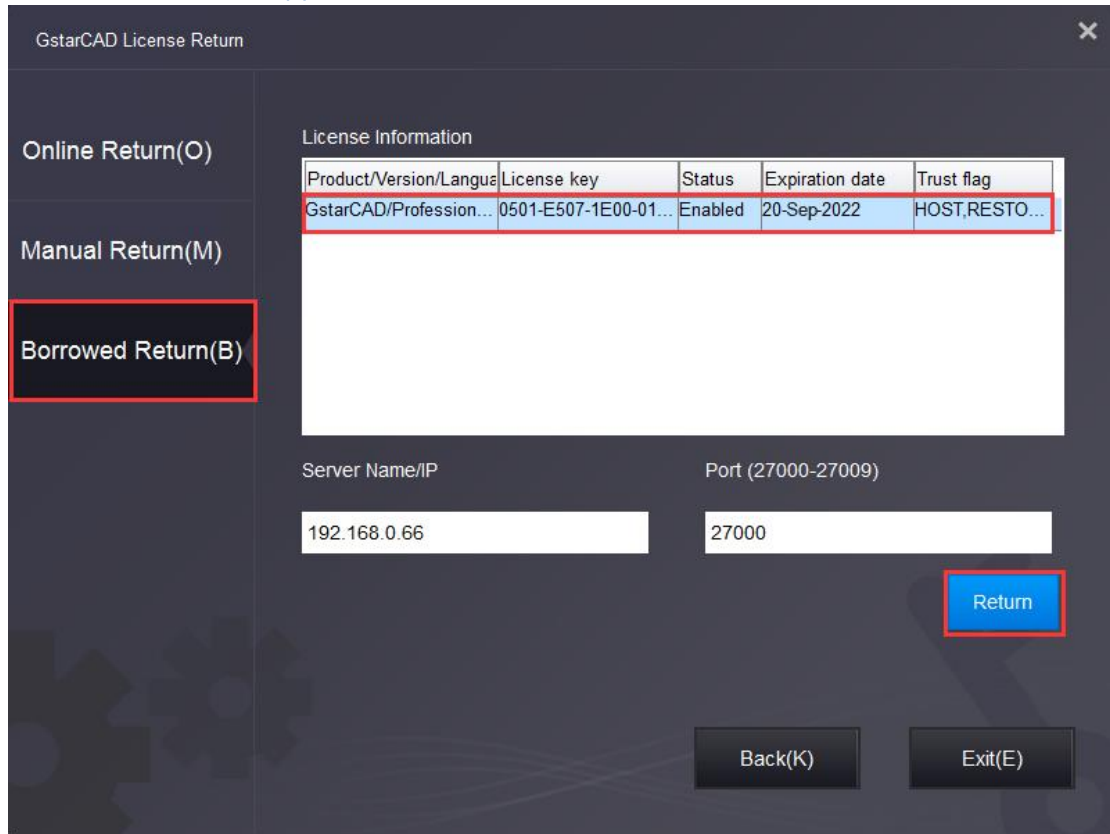 GstarCAD License Return
Online Return(O)
Manual Return(M)
Borrowed Return(B)
License Information
Product/Version/Langua License key Status Expiration date Trust flag
GstarCAD/Profession... 0501-E507-1E00-01... Enabled 20-Sep-2022 HOST,RESTO...
Server Name/IP Port (27000-27009)
192.168.0.66 27000
Return
Back(K) Exit(E)